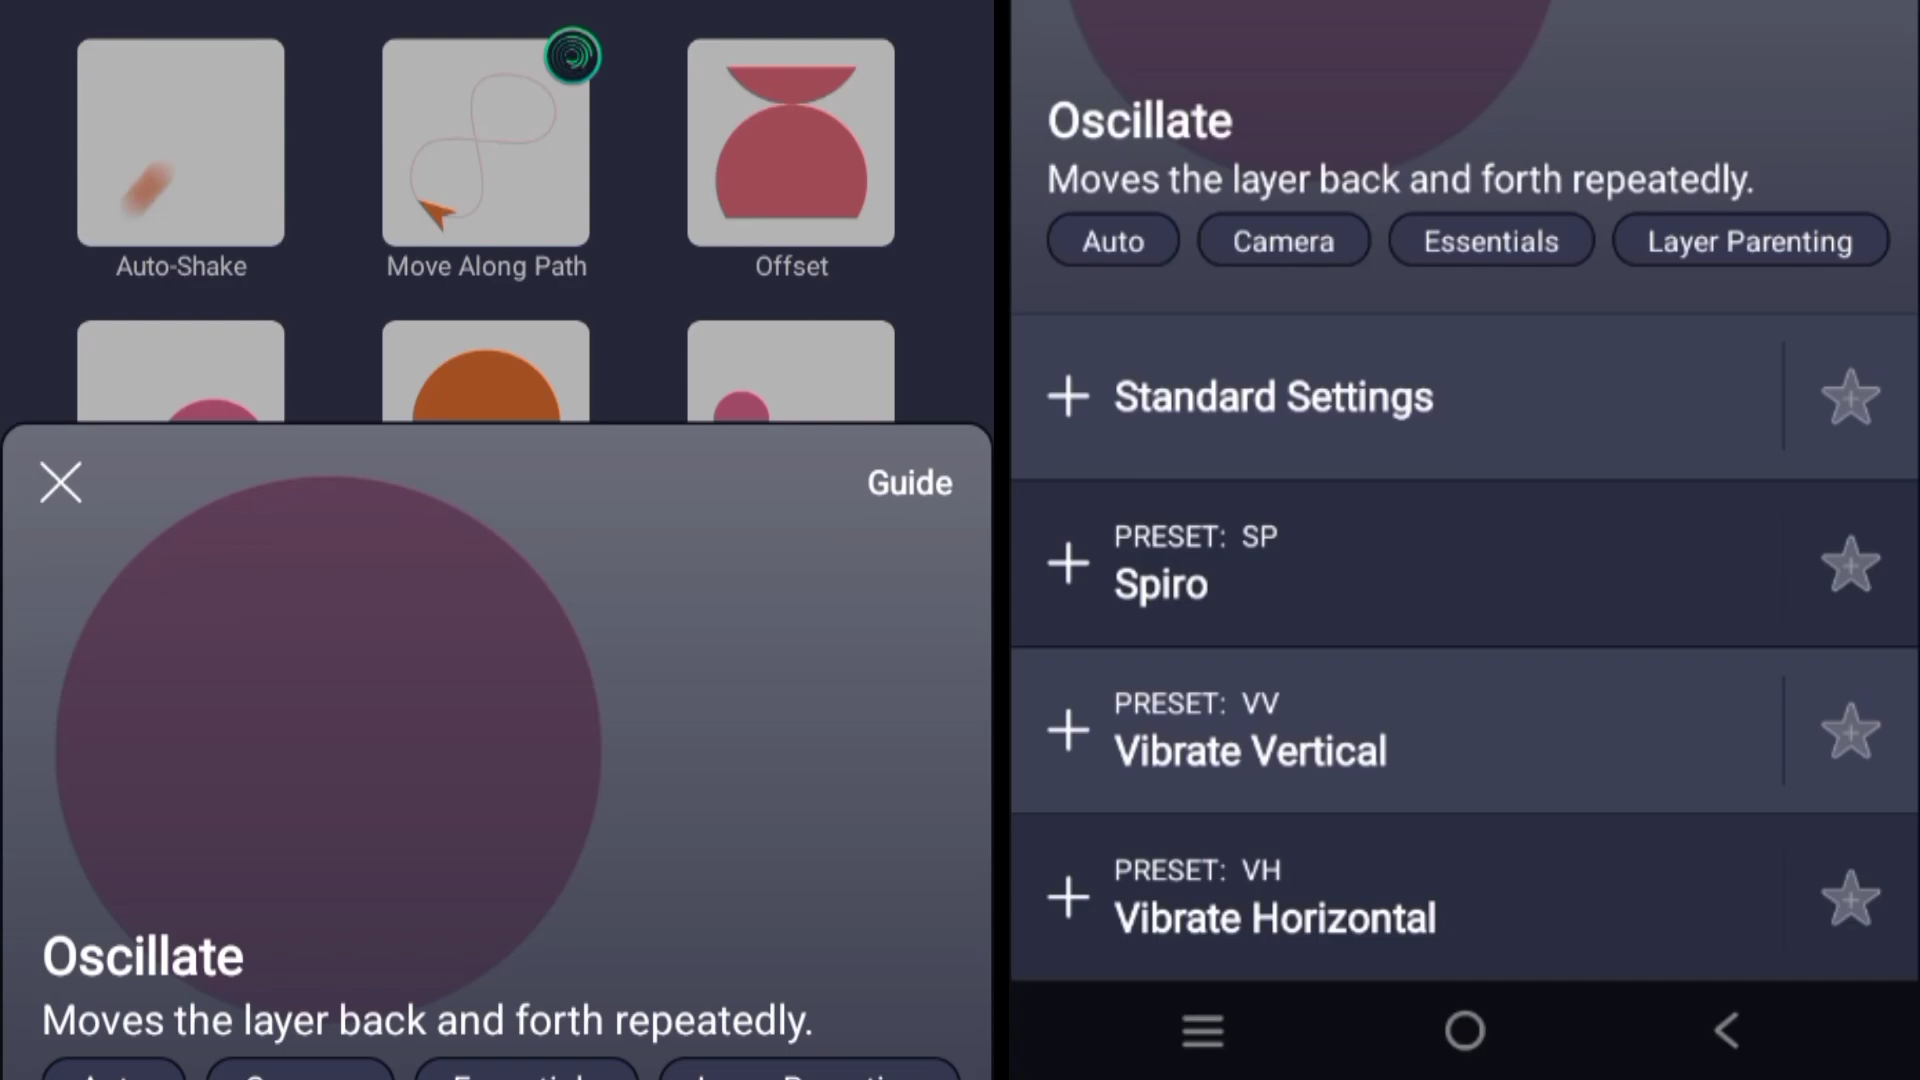 Auto-Shake
Move Along Path
Offset
Guide
Oscillate
Moves the layer back and forth repeatedly.
Oscillate
Moves the layer back and forth repeatedly.
Auto
Camera
Essentials
Layer Parenting
Standard Settings
PRESET: SP
Spiro
PRESET: VV
Vibrate Vertical
PRESET: VH
Vibrate Horizontal